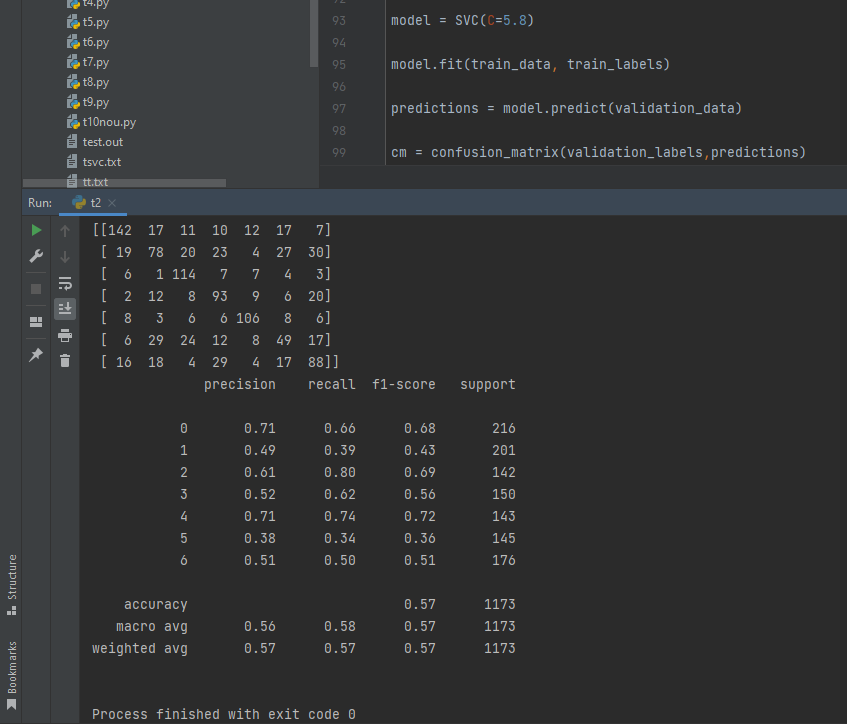 t4.py
t5.py
t6.py
t7.py
t8.py
t9.py
t10nou.py
test.out
tsvc.txt
tt.txt
92
93 model = SVC(C=5.8)
94
95 model.fit(train_data, train_labels)
96
97 predictions = model.predict(validation_data)
98
99 cm = confusion_matrix(validation_labels,predictions)
Run: t2
[[142  17  11  10  12  17   7]
 [ 19  78  20  23   4  27  30]
 [  6   1 114   7   7   4   3]
 [  2  12   8  93   9   6  20]
 [  8   3   6   6 106   8   6]
 [  6  29  24  12   8  49  17]
 [ 16  18   4  29   4  17  88]]
              precision    recall  f1-score   support
           0       0.71      0.66      0.68       216
           1       0.49      0.39      0.43       201
           2       0.61      0.80      0.69       142
           3       0.52      0.62      0.56       150
           4       0.71      0.74      0.72       143
           5       0.38      0.34      0.36       145
           6       0.51      0.50      0.51       176
    accuracy                           0.57      1173
   macro avg       0.56      0.58      0.57      1173
weighted avg       0.57      0.57      0.57      1173
Process finished with exit code 0
Structure
Bookmarks